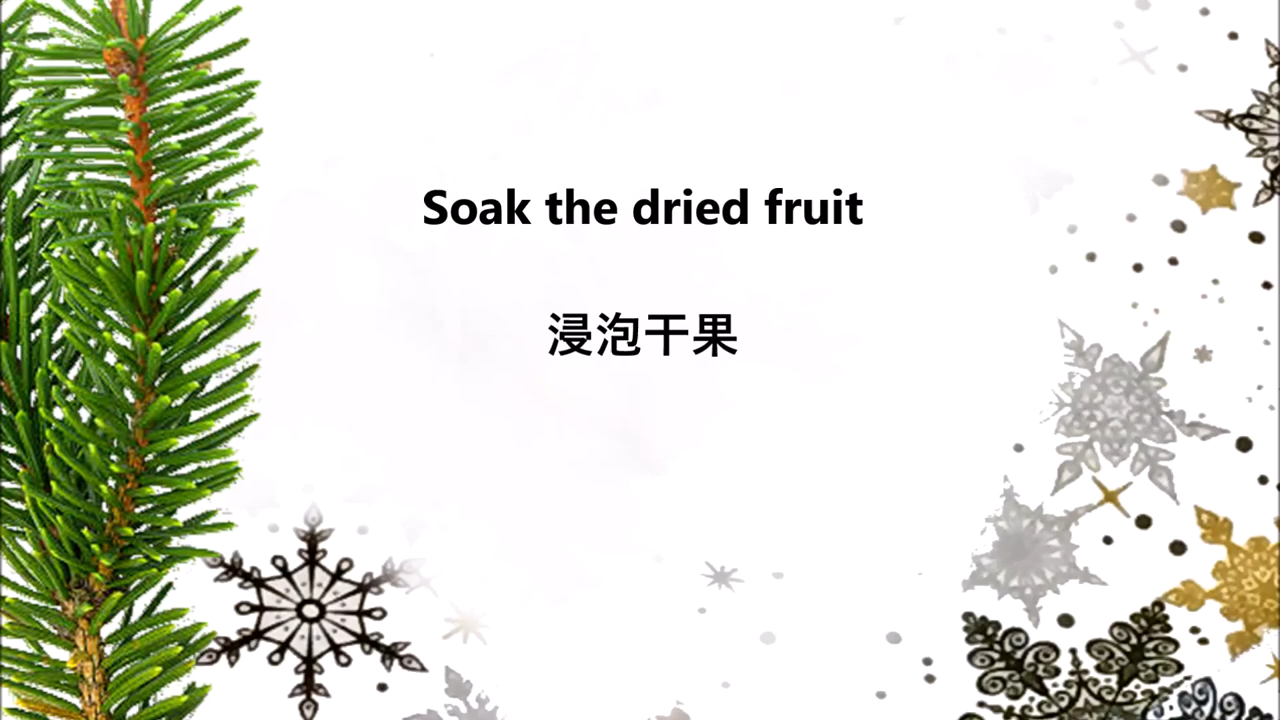 Soak the dried fruit
浸泡干果